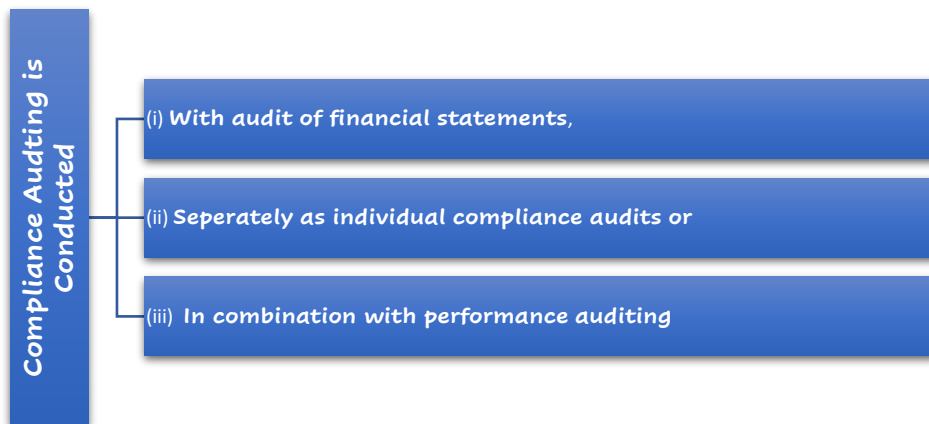 Compliance Audting is
Conducted
(i) With audit of financial statements,
(ii) Seperately as individual compliance audits or
(iii) In combination with performance auditing